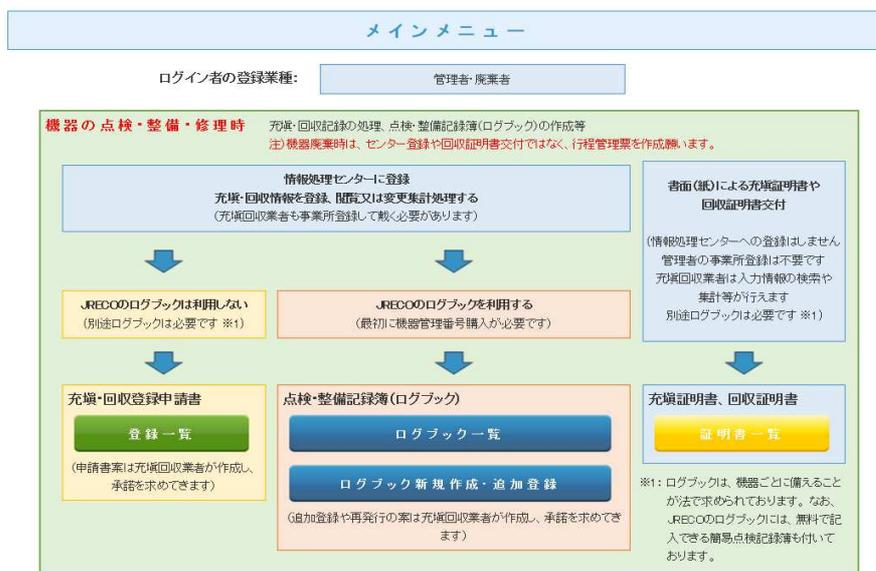 メインメニュー
ログイン者の登録業種:
管理者・廃棄者
機器の点検・整備・修理時
充填・回収記録の処理、点検・整備記録簿(ログブック)の作成等
注)機器廃棄時は、センター登録や回収証明書交付ではなく、行程管理票を作成願います。
情報処理センターに登録
充填・回収情報を登録、閲覧又は変更集計処理する
(充填回収業者も事業所登録して戴く必要があります)
書面(紙)による充填証明書や
回収証明書交付
(情報処理センターへの登録はしません
管理者の事業所登録は不要です
充填回収業者は入力情報の検索や
集計等が行えます
別途ログブックは必要です ※1)
JRECOのログブックは利用しない
(別途ログブックは必要です ※1)
JRECOのログブックを利用する
(最初に機器管理番号購入が必要です)
充填・回収登録申請書
登録一覧
(申請書案は充填回収業者が作成し、
承諾を求めてきます)
点検・整備記録簿(ログブック)
ログブック一覧
ログブック新規作成・追加登録
(追加登録や再発行の案は充填回収業者が作成し、承諾を求めてき
ます)
充填証明書、回収証明書
証明書一覧
※1:ログブックは、機器ごとに備えること
が法で求められております。なお、
JRECOのログブックには、無料で記
入できる簡易点検記録簿も付いて
おります。